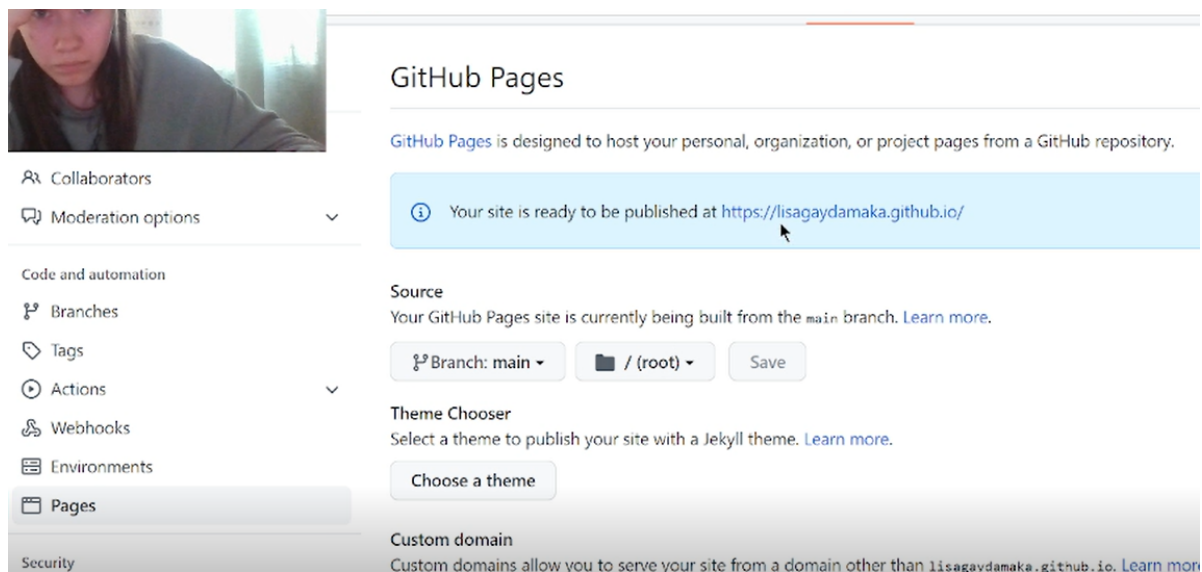 GitHub Pages
GitHub Pages is designed to host your personal, organization, or project pages from a GitHub repository.
Your site is ready to be published at https://lisagaydamaka.github.io/
Collaborators
Moderation options
Code and automation
Branches
Tags
Actions
Webhooks
Environments
Pages
Security
Source
Your GitHub Pages site is currently being built from the main branch. Learn more.
Branch: main
/ (root)
Save
Theme Chooser
Select a theme to publish your site with a Jekyll theme. Learn more.
Choose a theme
Custom domain
Custom domains allow you to serve your site from a domain other than lisagaydamaka.github.io. Learn